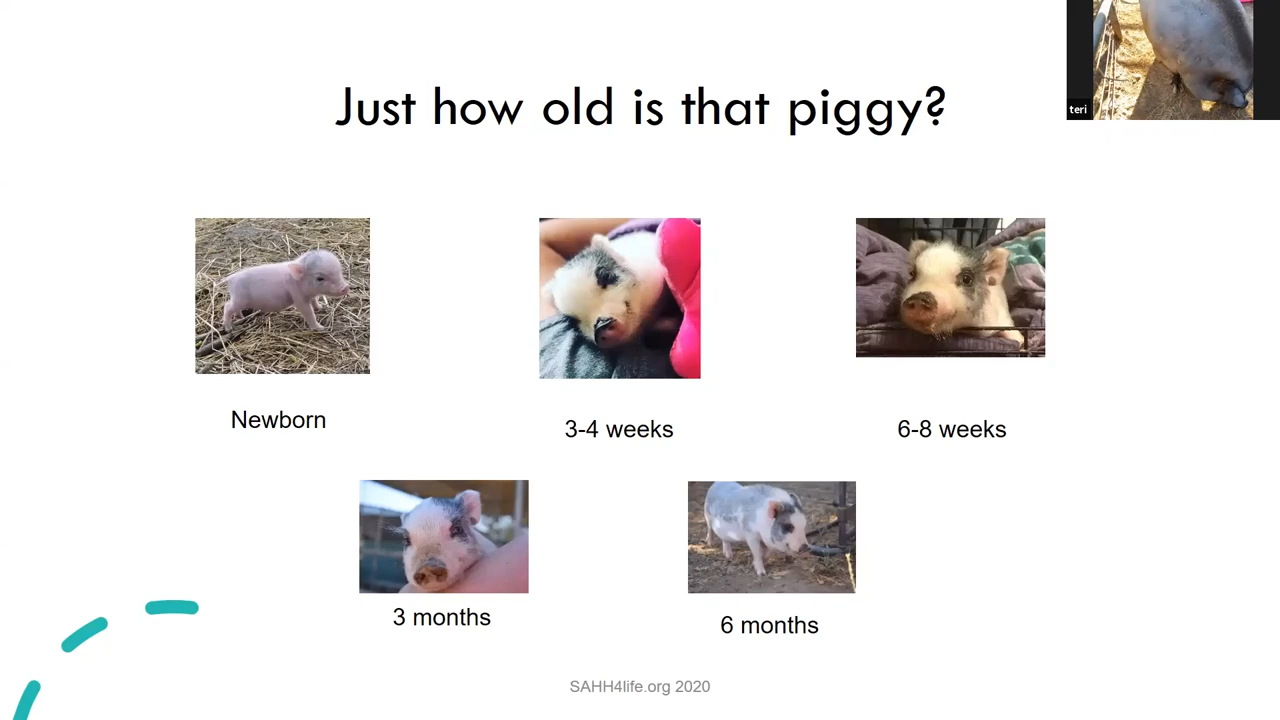 Just how old is that piggy?
teri
Newborn
3-4 weeks
6-8 weeks
3 months
6 months
SAHH4life.org 2020